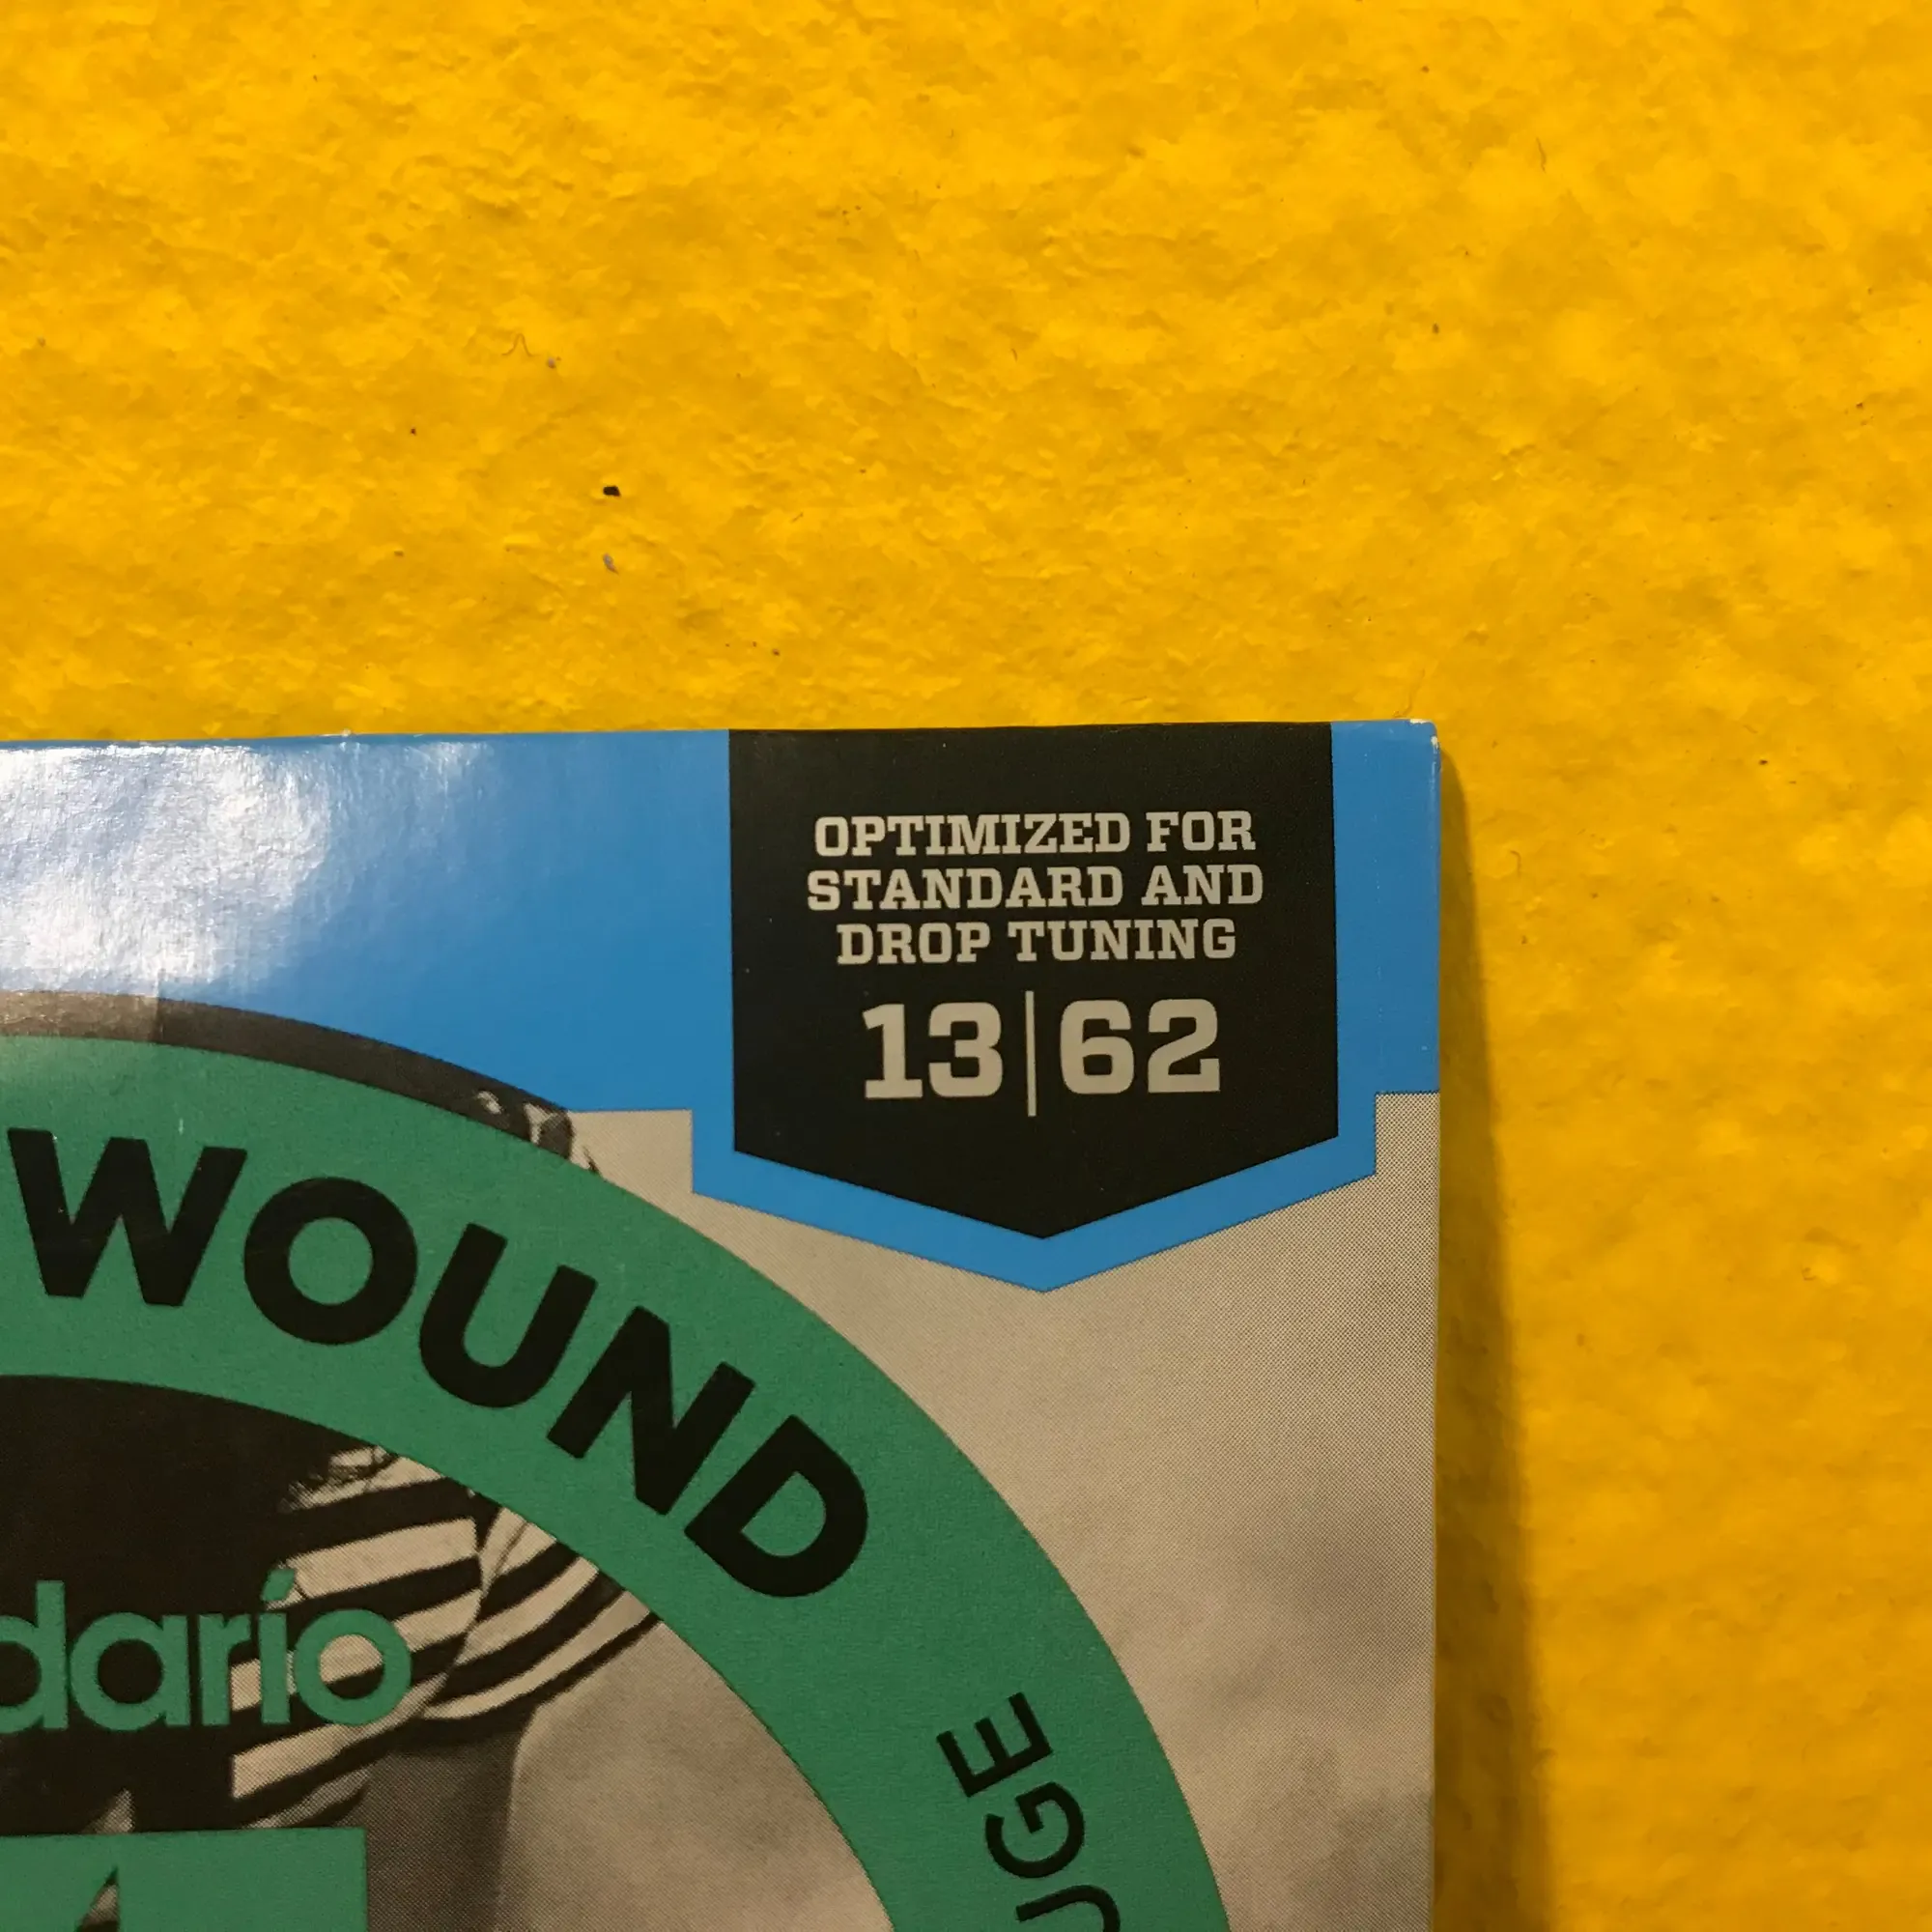 OPTIMIZED FOR
STANDARD AND
DROP TUNING
13|62
WOUND
dario
UGE